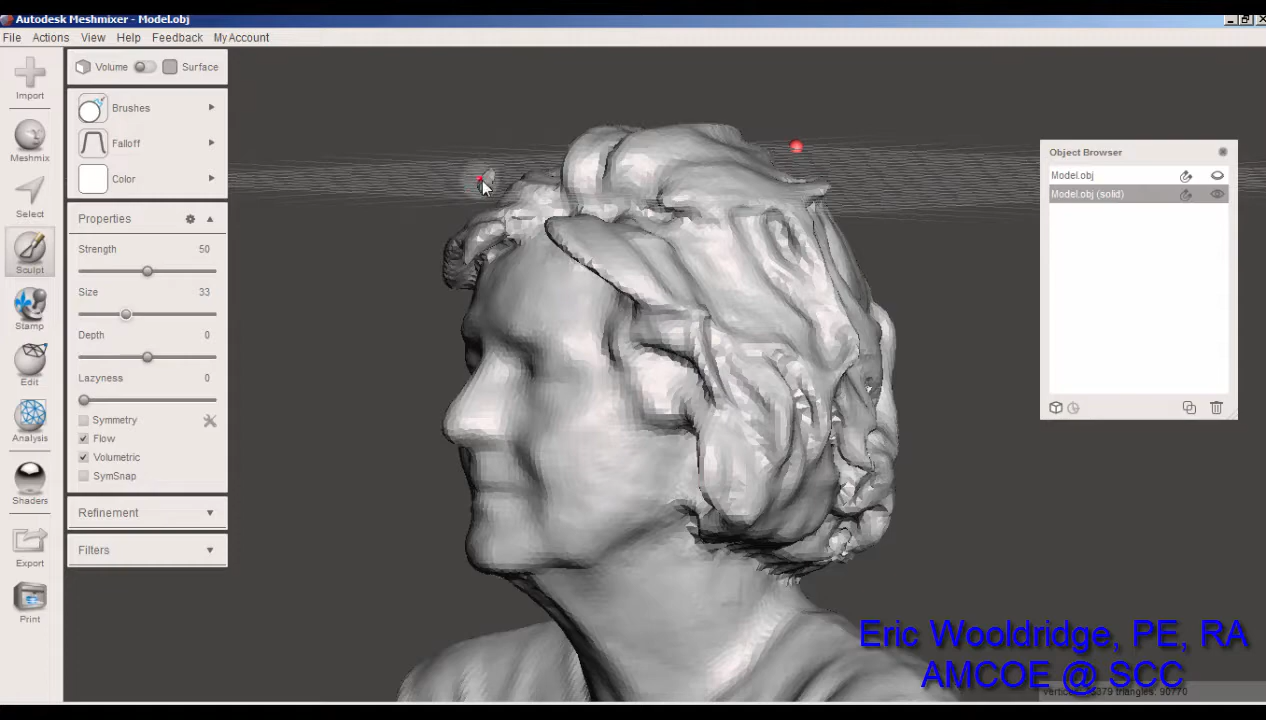 Autodesk Meshmixer - Model.obj
File Actions View Help Feedback My Account
Import
Meshmix
Select
Sculpt
Stamp
Edit
Analysis
Shaders
Export
Print
Volume Surface
Brushes
Falloff
Color
Properties
Strength 50
Size 33
Depth 0
Lazyness 0
Symmetry
Flow
Volumetric
SymSnap
Refinement
Filters
Object Browser
Model.obj
Model.obj (solid)
Eric Wooldridge, PE, RA
AMCOE @ SCC
triangles: 90770